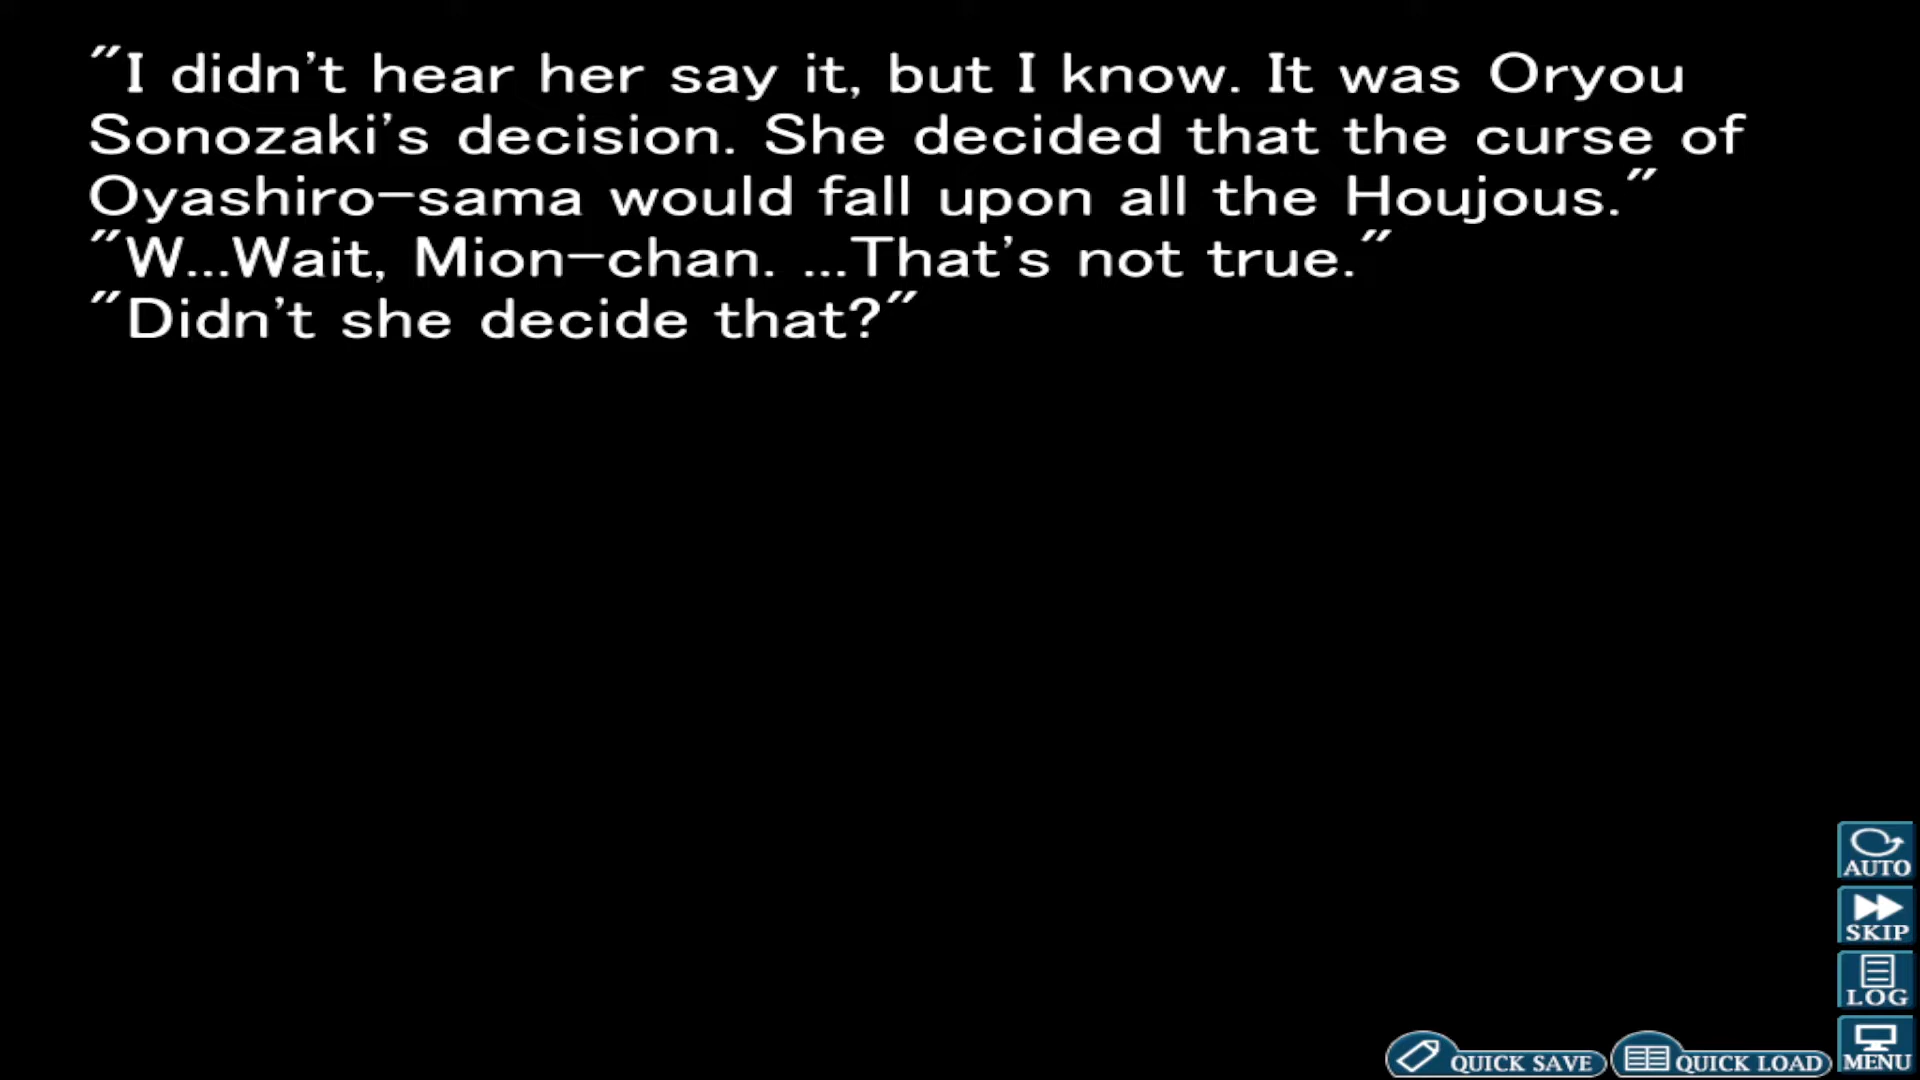 "I didn't hear her say it, but I know. It was Oryou
Sonozaki's decision. She decided that the curse of
Oyashiro-sama would fall upon all the Houjous."
"W...Wait, Mion-chan. ...That's not true."
"Didn't she decide that?"
AUTO
SKIP
LOG
QUICK SAVE
QUICK LOAD
MENU